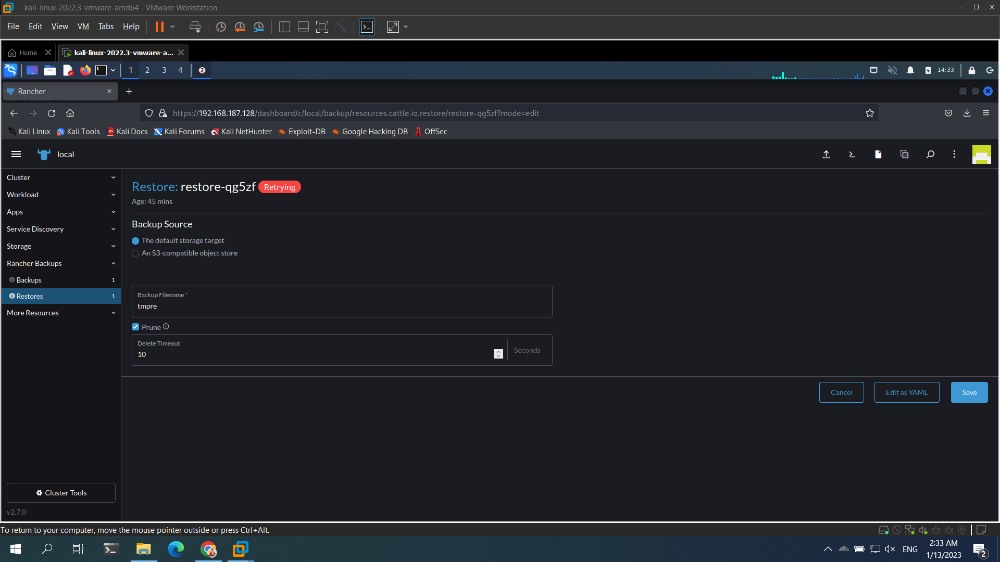 kali-linux-2022.3-vmware-amd64 - VMware Workstation
File Edit View VM Tabs Help
Home kali-linux-2022.3-vmware-a...
1 2 3 4 2 14:33
Rancher
https://192.168.187.128/dashboard/c/local/backup/resources.cattle.io.restore/restore-qg5zf?mode=edit
Kali Linux Kali Tools Kali Docs Kali Forums Kali NetHunter Exploit-DB Google Hacking DB OffSec
local
Cluster
Workload
Apps
Service Discovery
Storage
Rancher Backups
Backups 1
Restores 1
More Resources
Cluster Tools
v2.7.0
Restore: restore-qg5zf Retrying
Age: 45 mins
Backup Source
The default storage target
An S3-compatible object store
Backup Filename *
tmpre
Prune
Delete Timeout
10
Seconds
Cancel Edit as YAML Save
To return to your computer, move the mouse pointer outside or press Ctrl+Alt.
ENG
2:33 AM
1/13/2023
2